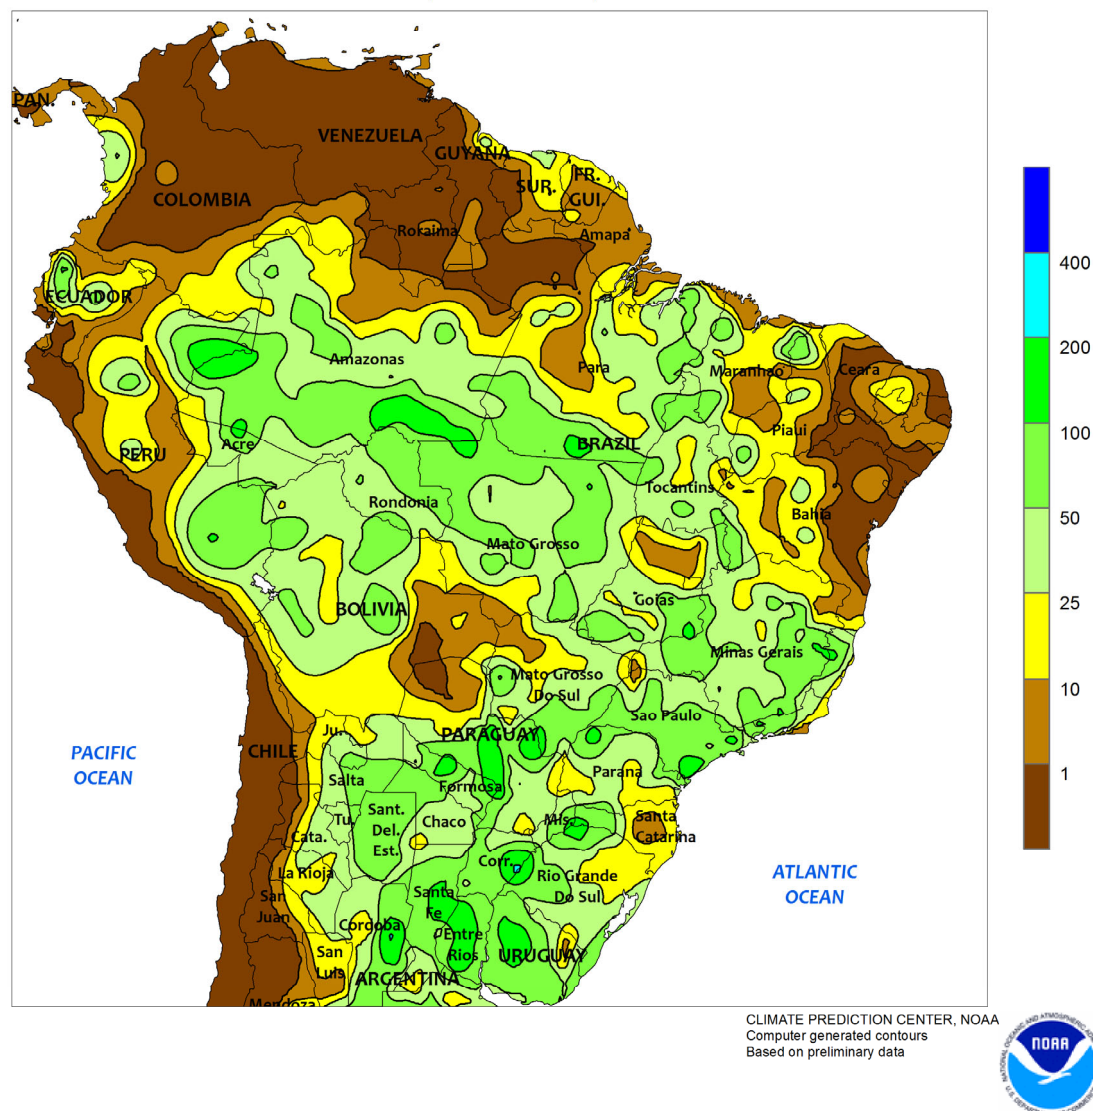 PAN.
VENEZUELA
GUYANA
COLOMBIA
SUR.
FR.
GUI.
Roraima
Amapa
ECUADOR
Amazonas
Para
Maranhao
Ceara
Acre
BRAZIL
Piaui
PERU
Rondonia
Tocantins
Bahia
Mato Grosso
BOLIVIA
Goias
Minas Gerais
Mato Grosso
Do Sul
Sao Paulo
Ju.
PARAGUAY
PACIFIC
OCEAN
CHILE
Salta
Formosa
Parana
Tu.
Sant.
Del.
Est.
Chaco
Mis.
Santa
Catarina
Cata.
La Rioja
Corr.
Rio Grande
Do Sul
ATLANTIC
OCEAN
San
Juan
Santa
Fe
Cordoba
Entre
Rios
URUGUAY
San
Luis
ARGENTINA
Mendoza
400
200
100
50
25
10
1
CLIMATE PREDICTION CENTER, NOAA
Computer generated contours
Based on preliminary data
NOAA